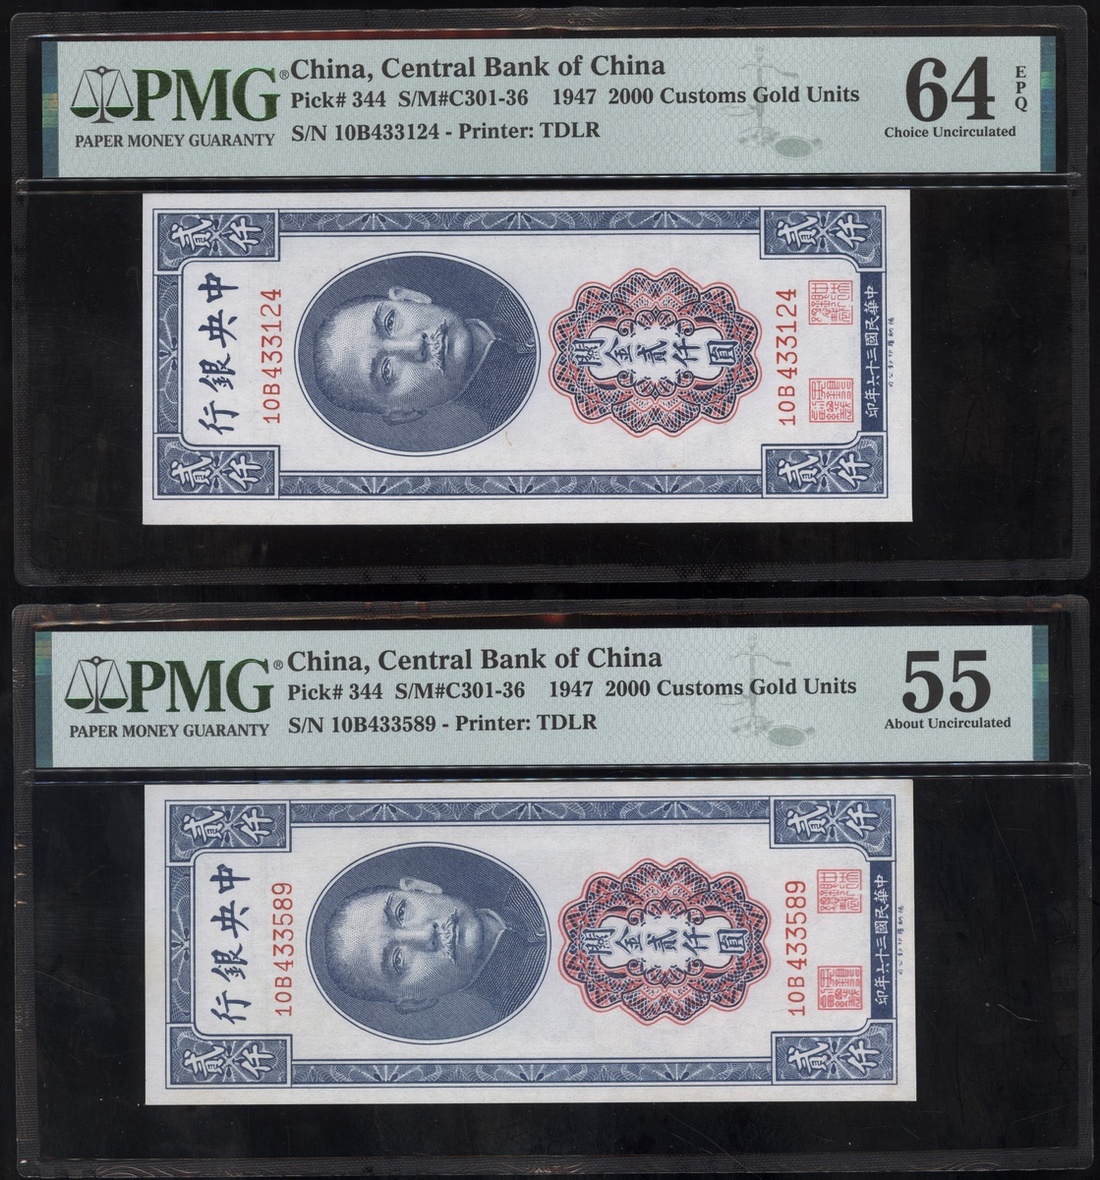 PMG®
PAPER MONEY GUARANTY
China, Central Bank of China
Pick# 344 S/M#C301-36 1947 2000 Customs Gold Units
S/N 10B433124 - Printer: TDLR
64
EPQ
Choice Uncirculated
貳仟
貳仟
中央銀行
10B433124
關金貳仟圓
10B433124
中華民國三十六年印
貳仟
貳仟
PMG®
PAPER MONEY GUARANTY
China, Central Bank of China
Pick# 344 S/M#C301-36 1947 2000 Customs Gold Units
S/N 10B433589 - Printer: TDLR
55
About Uncirculated
貳仟
貳仟
中央銀行
10B433589
關金貳仟圓
10B433589
中華民國三十六年印
貳仟
貳仟